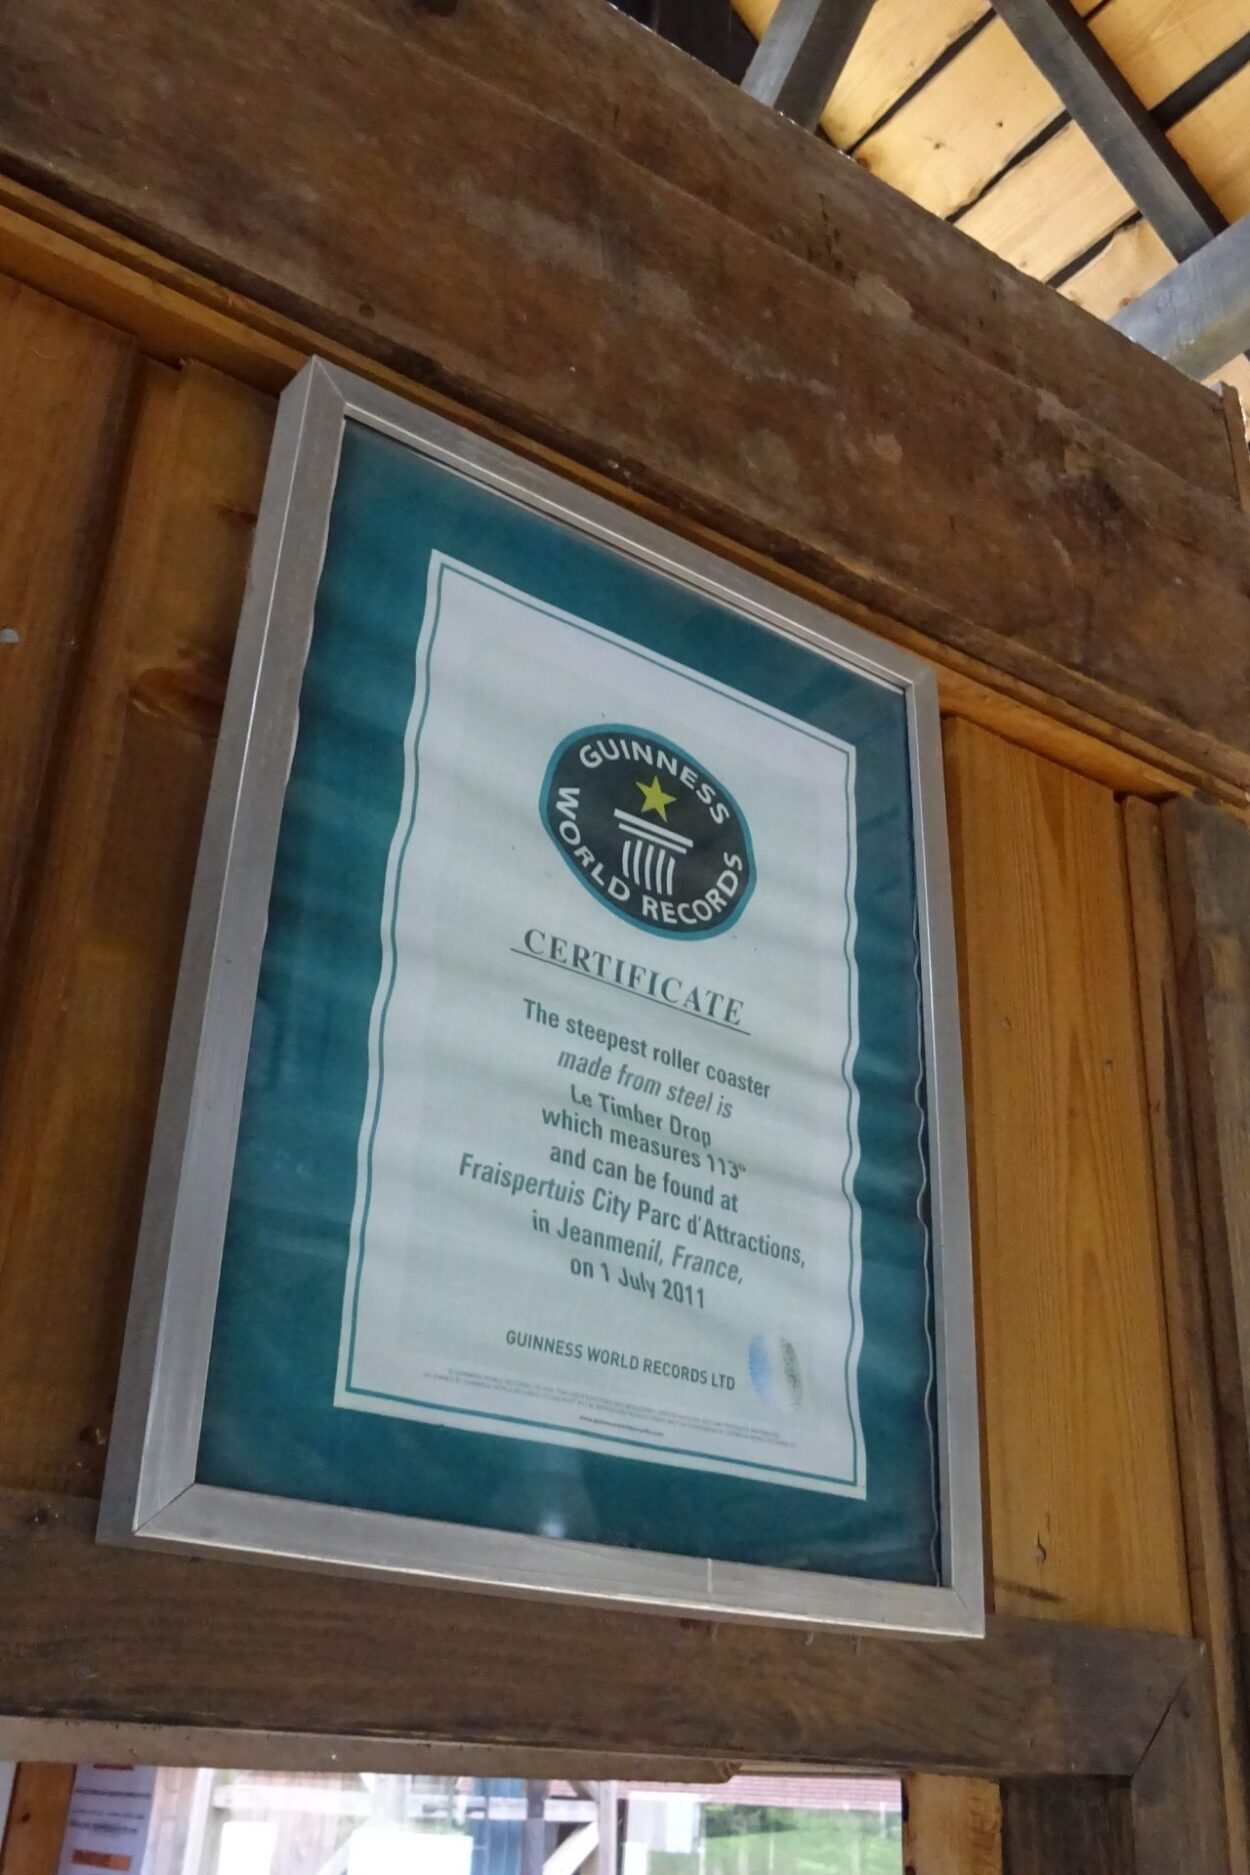 GUINNESS
WORLD RECORDS
CERTIFICATE
The steepest roller coaster
made from steel is
Le Timber Drop
which measures 113º
and can be found at
Fraispertuis City Parc d'Attractions,
in Jeanmenil, France,
on 1 July 2011
GUINNESS WORLD RECORDS LTD